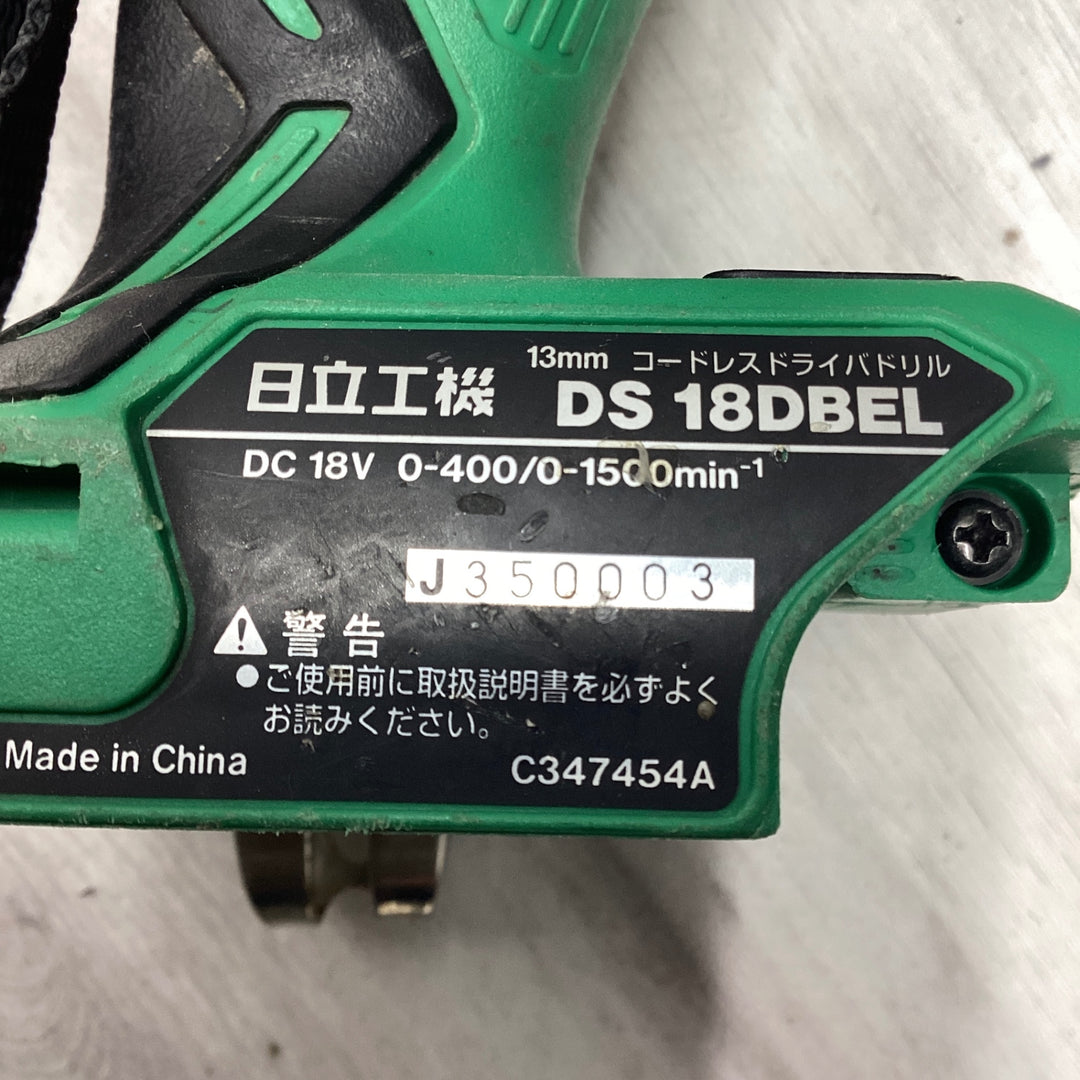 13mm コードレスドライバドリル
日立工機 DS 18DBEL
DC 18V 0-400/0-1500min⁻¹
J350003
警告
●ご使用前に取扱説明書を必ずよく
お読みください。
Made in China
C347454A